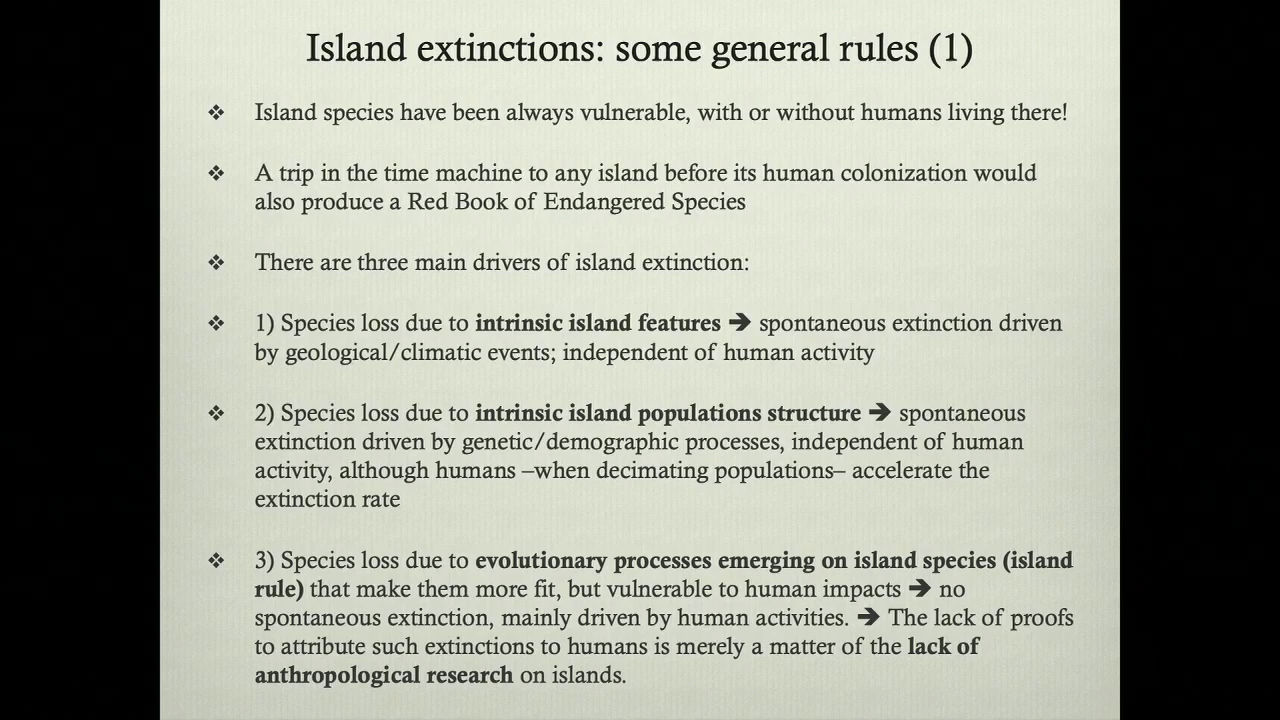 Island extinctions: some general rules (1)
❖ Island species have been always vulnerable, with or without humans living there!
❖ A trip in the time machine to any island before its human colonization would
also produce a Red Book of Endangered Species
❖ There are three main drivers of island extinction:
❖ 1) Species loss due to intrinsic island features ➔ spontaneous extinction driven
by geological/climatic events; independent of human activity
❖ 2) Species loss due to intrinsic island populations structure ➔ spontaneous
extinction driven by genetic/demographic processes, independent of human
activity, although humans –when decimating populations– accelerate the
extinction rate
❖ 3) Species loss due to evolutionary processes emerging on island species (island
rule) that make them more fit, but vulnerable to human impacts ➔ no
spontaneous extinction, mainly driven by human activities. ➔ The lack of proofs
to attribute such extinctions to humans is merely a matter of the lack of
anthropological research on islands.